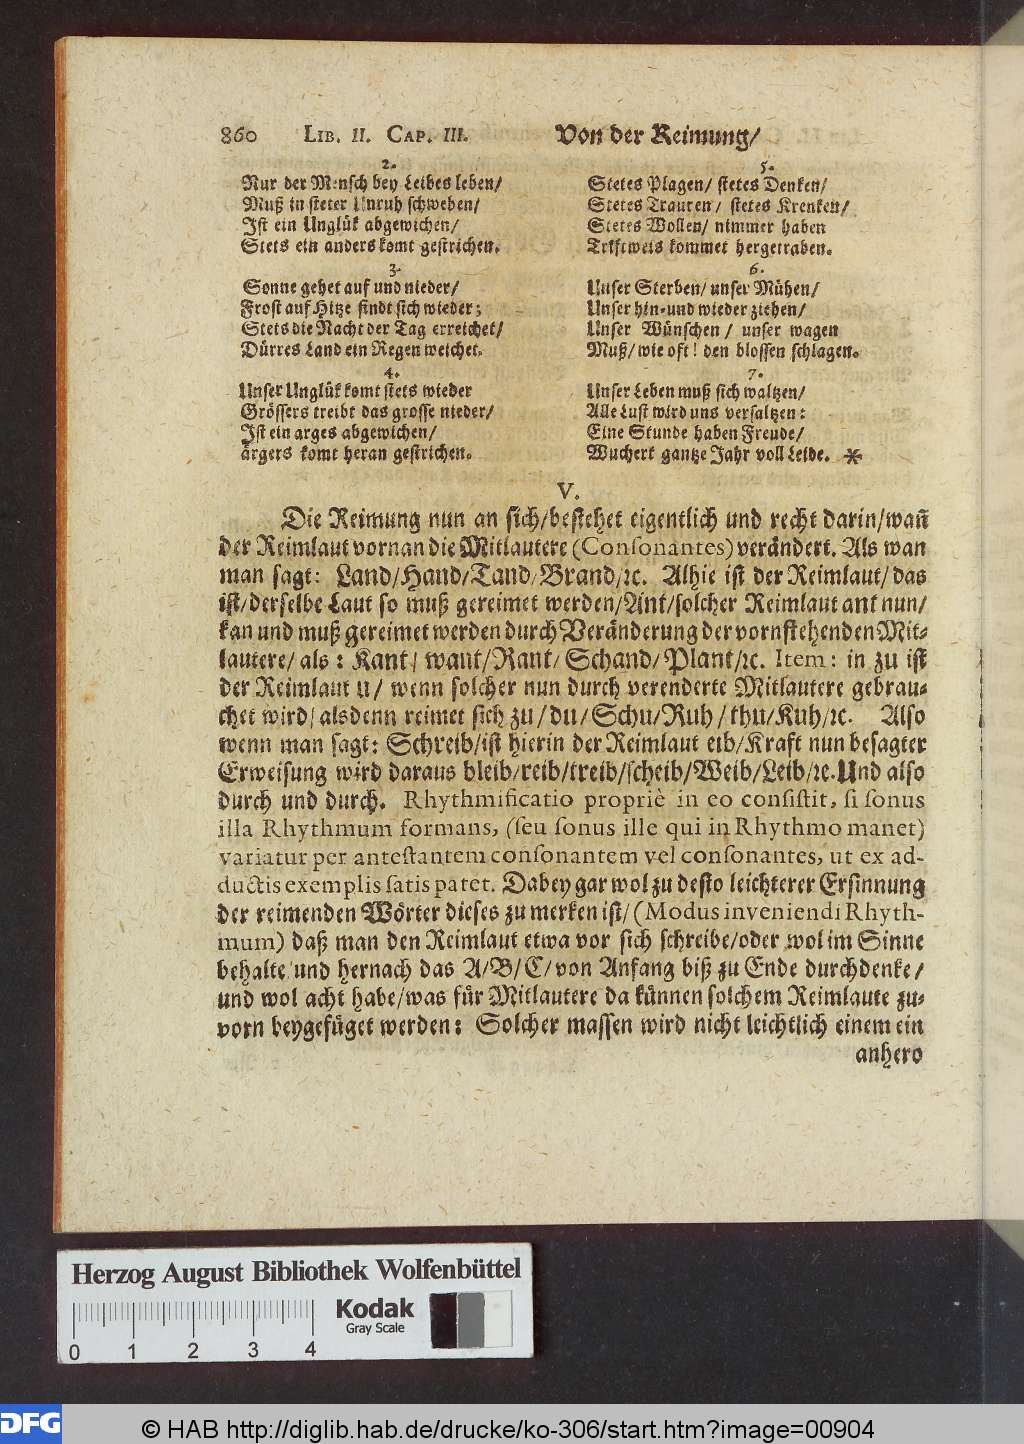 860 LIB. II. CAP. III. Von der Reimung/
2.
Nur der Mensch bey Leibes leben/
Muß in steter Unruh schweben/
Ist ein Unglük abgewichen/
Stets ein anders komt gestrichen.
3.
Sonne gehet auf und nieder/
Frost auf Hitze findt sich wieder;
Stets die Nacht der Tag erreichet/
Dürres Land ein Regen weichet.
4.
Unser Unglük komt stets wieder
Grössers treibt das grosse nieder/
Ist ein arges abgewichen/
ärgers komt heran gestrichen.
5.
Stetes Plagen/ stetes Denken/
Stetes Trauren/ stetes Krenken/
Stetes Wollen/ nimmer haben
Triftweis kommet hergetraben.
6.
Unser Sterben/ unser Mühen/
Unser hin-und wieder ziehen/
Unser Wünschen/ unser wagen
Muß/ wie oft! den blossen schlagen.
7.
Unser Leben muß sich waltzen/
Alle Lust wird uns versaltzen:
Eine Stunde haben Freude/
Wuchert gantze Jahr voll Leide. *
V.
Die Reimung nun an sich/bestehet eigentlich und recht darin/wañ
der Reimlaut vornan die Mitlautere (Conſonantes) verändert. Als wan
man sagt: Land/Hand/Tand/Brand/ꝛc. Alhie ist der Reimlaut/das
ist/derselbe Laut so muß gereimet werden/Ant/solcher Reimlaut ant nun/
kan und muß gereimet werden durch Veränderung der vornstehenden Mit-
lautere/ als: Kant/ want/Rant/ Schand/Plant/ꝛc. Item: in zu ist
der Reimlaut u/ wenn solcher nun durch verenderte Mitlautere gebrau-
chet wird/ alsdenn reimet sich zu/du/Schu/Ruh/thu/Kuh/ꝛc. Also
wenn man sagt: Schreib/ist hierin der Reimlaut eib/Kraft nun besagter
Erweisung wird daraus bleib/reib/treib/scheib/Weib/Leib/ꝛc. Und also
durch und durch. Rhythmificatio propriè in eo conſiſtit, ſi ſonus
illa Rhythmum formans, (ſeu ſonus ille qui in Rhythmo manet)
variatur per anteſtantem conſonantem vel conſonantes, ut ex ad-
ductis exemplis ſatis patet. Dabey gar wol zu desto leichterer Ersinnung
der reimenden Wörter dieses zu merken ist/ (Modus inveniendi Rhyth-
mum) daß man den Reimlaut etwa vor sich schreibe/oder wol im Sinne
behalte/und hernach das A/B/C/von Anfang biß zu Ende durchdenke/
und wol acht habe/was für Mitlautere da künnen solchem Reimlaute zu-
vorn beygefüget werden: Solcher massen wird nicht leichtlich einem ein
anhero
Herzog August Bibliothek Wolfenbüttel
Kodak
Gray Scale
0 1 2 3 4
DFG
© HAB http://diglib.hab.de/drucke/ko-306/start.htm?image=00904